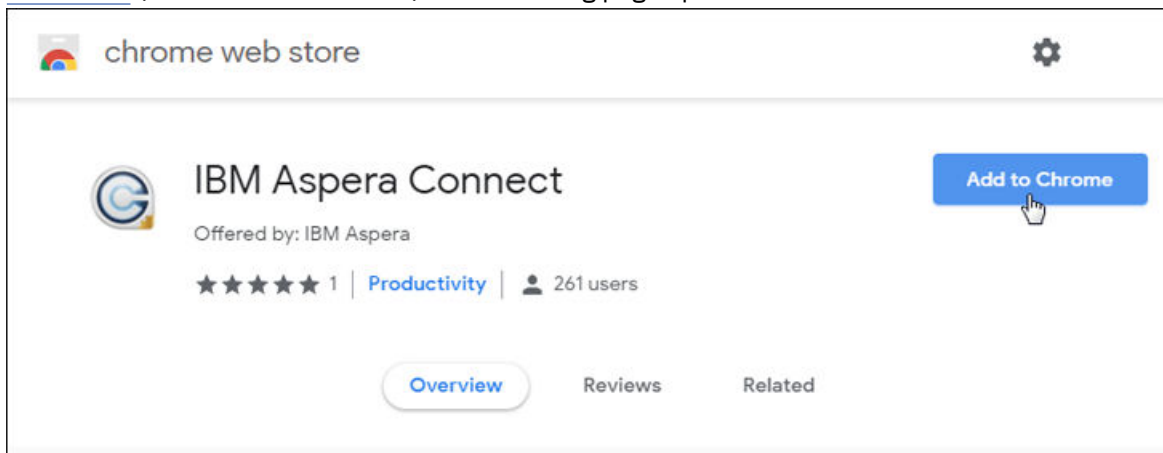 chrome web store
IBM Aspera Connect
Add to Chrome
Offered by: IBM Aspera
1 | Productivity | 261 users
Overview Reviews Related